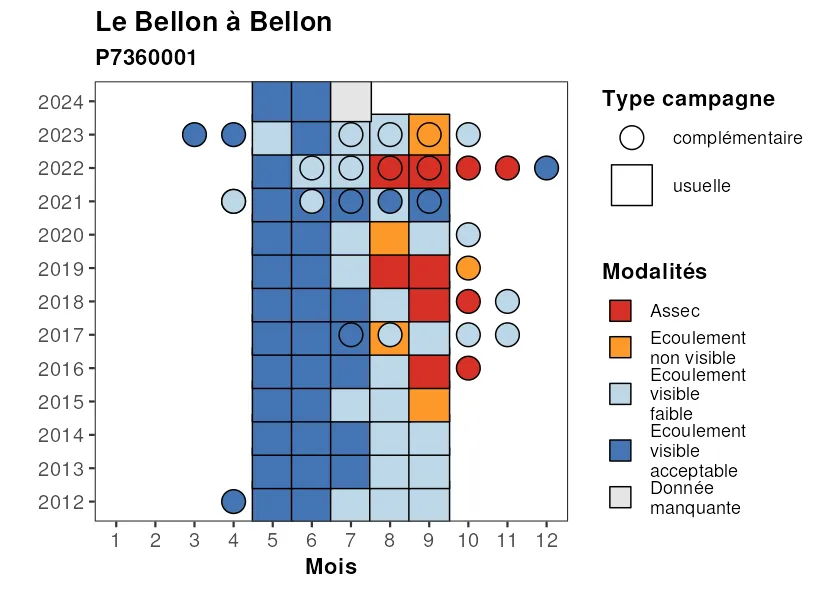 Le Bellon à Bellon
P7360001
2024
2023
2022
2021
2020
2019
2018
2017
2016
2015
2014
2013
2012
1 2 3 4 5 6 7 8 9 10 11 12
Mois
Type campagne
complémentaire
usuelle
Modalités
Assec
Ecoulement
non visible
Ecoulement
visible
faible
Ecoulement
visible
acceptable
Donnée
manquante